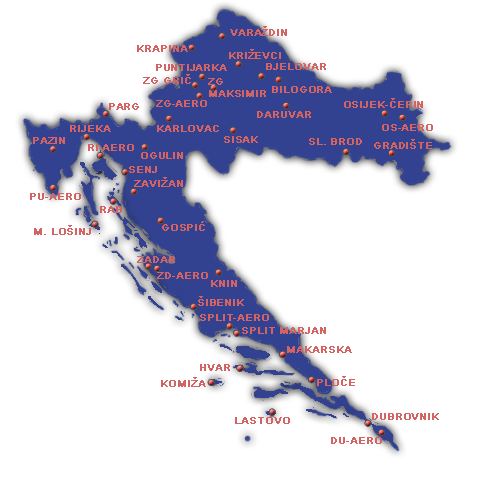 VARAŽDIN
KRAPINA
KRIŽEVCI
PUNTIJARKA
BJELOVAR
ZG GRIČ
ZG
MAKSIMIR
BILOGORA
ZG-AERO
PARG
OSIJEK-ČEPIN
DARUVAR
RIJEKA
KARLOVAC
OS-AERO
PAZIN
SISAK
SL. BROD
GRADIŠTE
RI-AERO
OGULIN
SENJ
ZAVIŽAN
PU-AERO
RAB
M. LOŠINJ
GOSPIĆ
ZADAR
ZD-AERO
KNIN
ŠIBENIK
SPLIT-AERO
SPLIT MARJAN
MAKARSKA
HVAR
KOMIŽA
PLOČE
LASTOVO
DUBROVNIK
DU-AERO